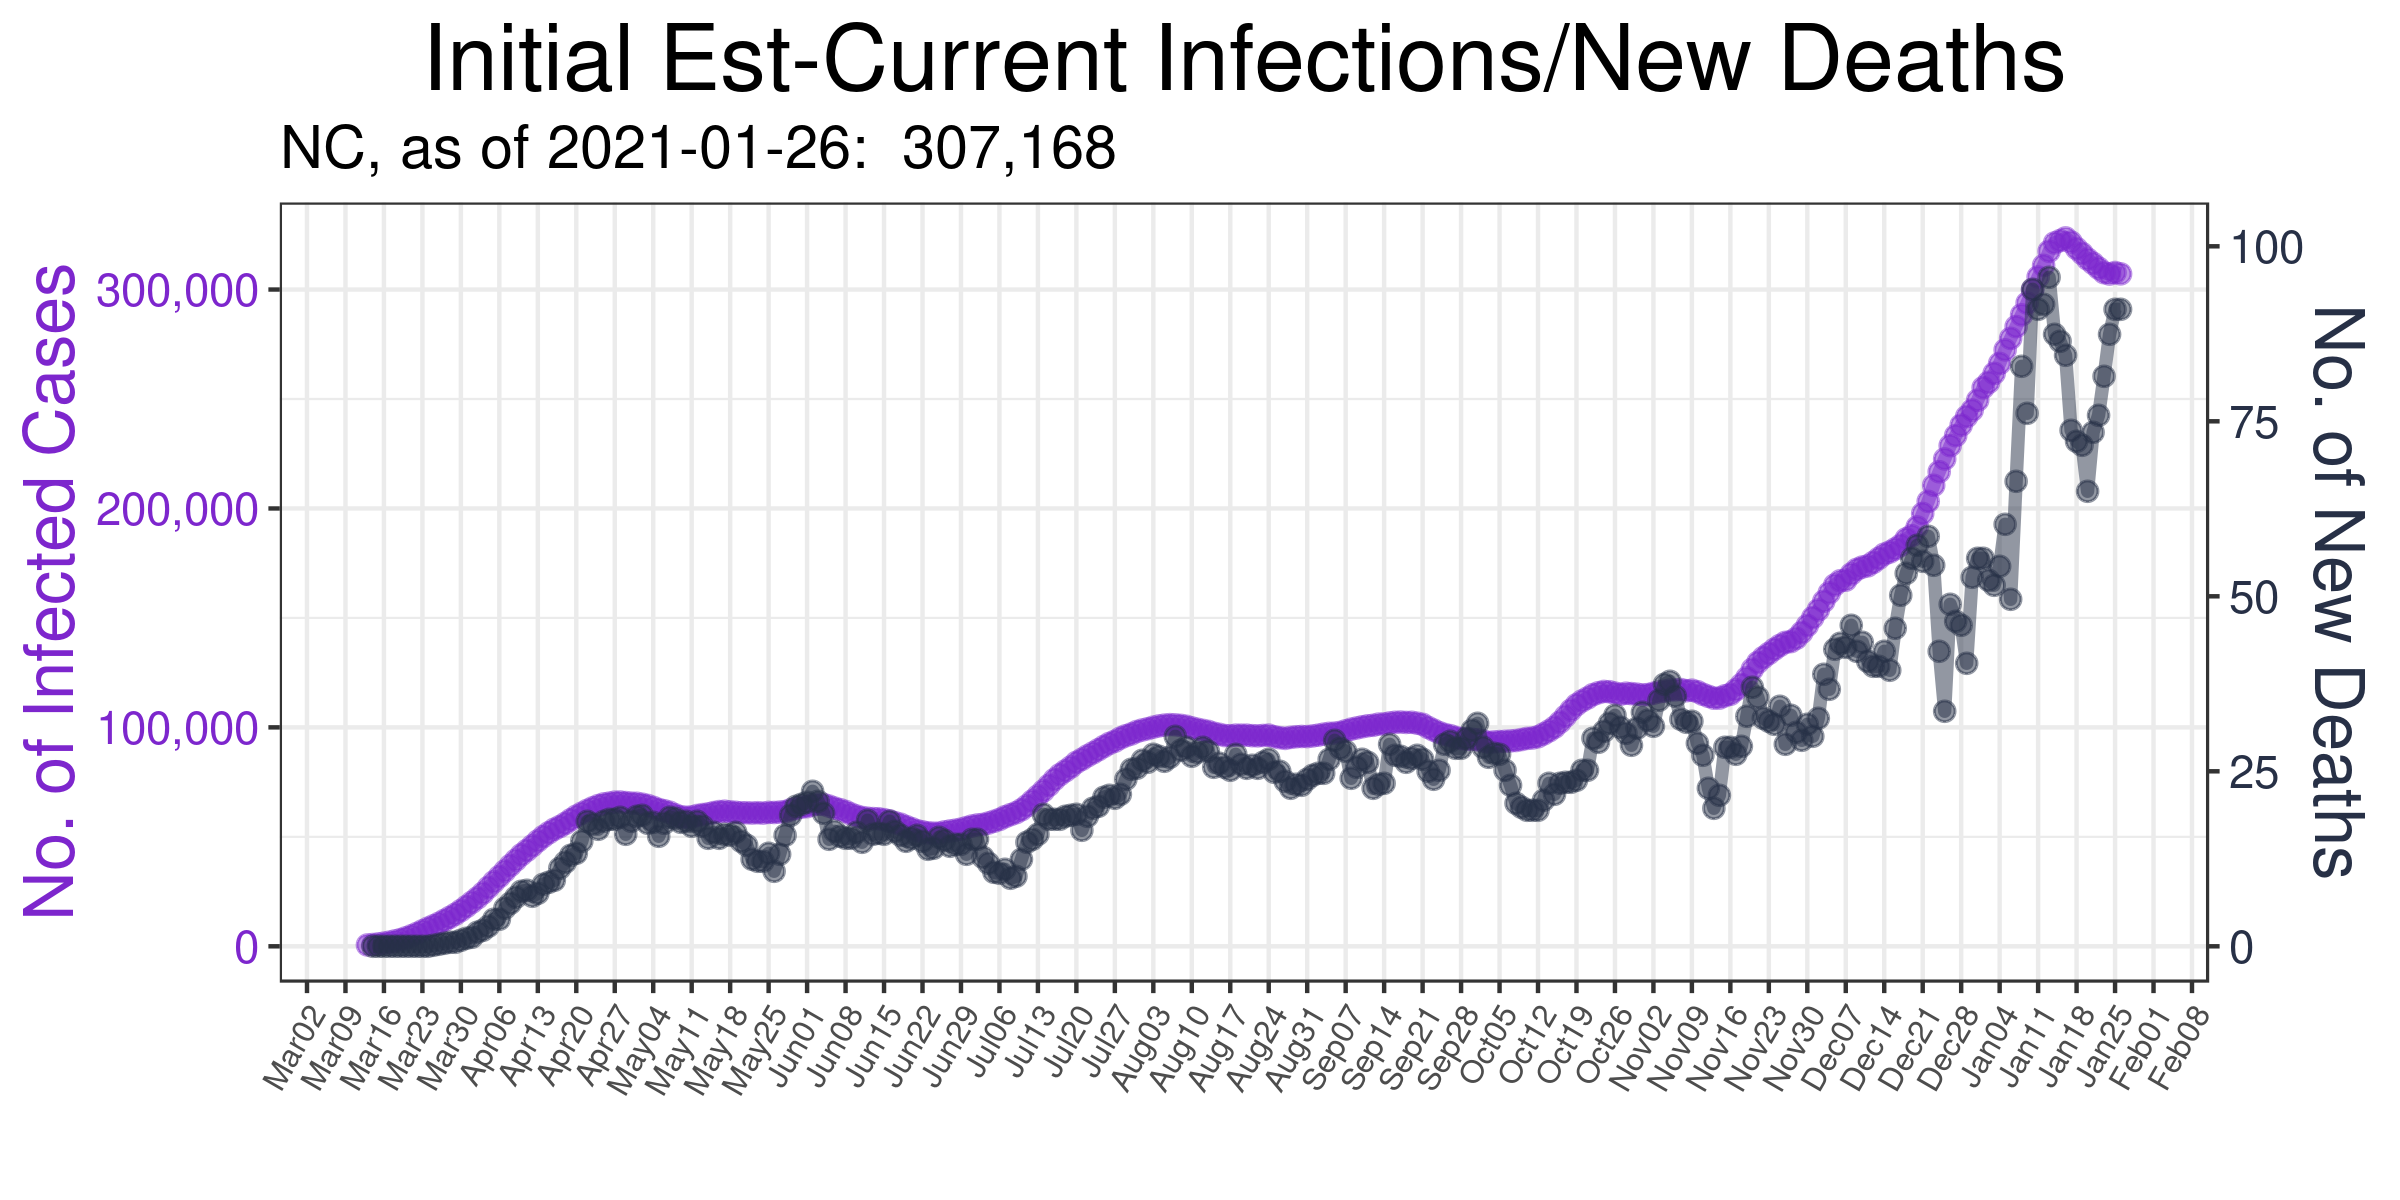 Initial Est-Current Infections/New Deaths
NC, as of 2021-01-26:  307,168
No. of Infected Cases
300,000
200,000
100,000
0
100
75
50
25
0
No. of New Deaths
Mar02
Mar09
Mar16
Mar23
Mar30
Apr06
Apr13
Apr20
Apr27
May04
May11
May18
May25
Jun01
Jun08
Jun15
Jun22
Jun29
Jul06
Jul13
Jul20
Jul27
Aug03
Aug10
Aug17
Aug24
Aug31
Sep07
Sep14
Sep21
Sep28
Oct05
Oct12
Oct19
Oct26
Nov02
Nov09
Nov16
Nov23
Nov30
Dec07
Dec14
Dec21
Dec28
Jan04
Jan11
Jan18
Jan25
Feb01
Feb08